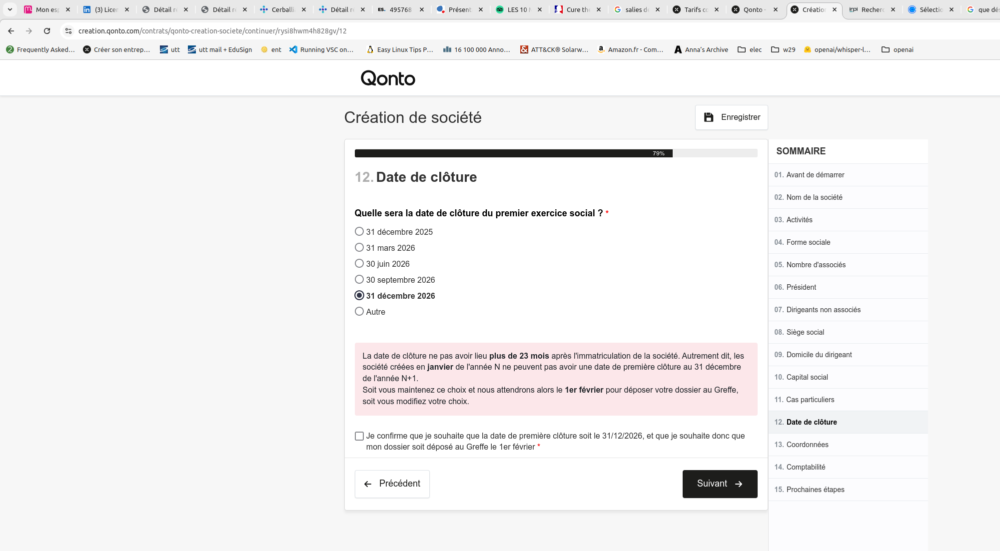 Mon esp
(3) Licen
Détail re
Détail re
Cerballi
Détail re
ES. 495768
Présent
LES 10 M
Cure the
salies de
Tarifs co
Qonto -
Création
inpi Recherc
Sélectio
que dés
creation.qonto.com/contrats/qonto-creation-societe/continuer/rysi8hwm4h828gv/12
Frequently Asked...
Créer son entrep...
utt
utt mail + EduSign
ent
Running VSC on...
Easy Linux Tips P...
16 100 000 Anno...
ATT&CK® Solarw...
Amazon.fr - Com...
Anna's Archive
elec
w29
openai/whisper-l...
openai
Qonto
Création de société
Enregistrer
79%
12. Date de clôture
Quelle sera la date de clôture du premier exercice social ? *
31 décembre 2025
31 mars 2026
30 juin 2026
30 septembre 2026
31 décembre 2026
Autre
La date de clôture ne pas avoir lieu plus de 23 mois après l'immatriculation de la société. Autrement dit, les
société créées en janvier de l'année N ne peuvent pas avoir une date de première clôture au 31 décembre
de l'année N+1.
Soit vous maintenez ce choix et nous attendrons alors le 1er février pour déposer votre dossier au Greffe,
soit vous modifiez votre choix.
Je confirme que je souhaite que la date de première clôture soit le 31/12/2026, et que je souhaite donc que
mon dossier soit déposé au Greffe le 1er février *
Précédent
Suivant
SOMMAIRE
01. Avant de démarrer
02. Nom de la société
03. Activités
04. Forme sociale
05. Nombre d'associés
06. Président
07. Dirigeants non associés
08. Siège social
09. Domicile du dirigeant
10. Capital social
11. Cas particuliers
12. Date de clôture
13. Coordonnées
14. Comptabilité
15. Prochaines étapes